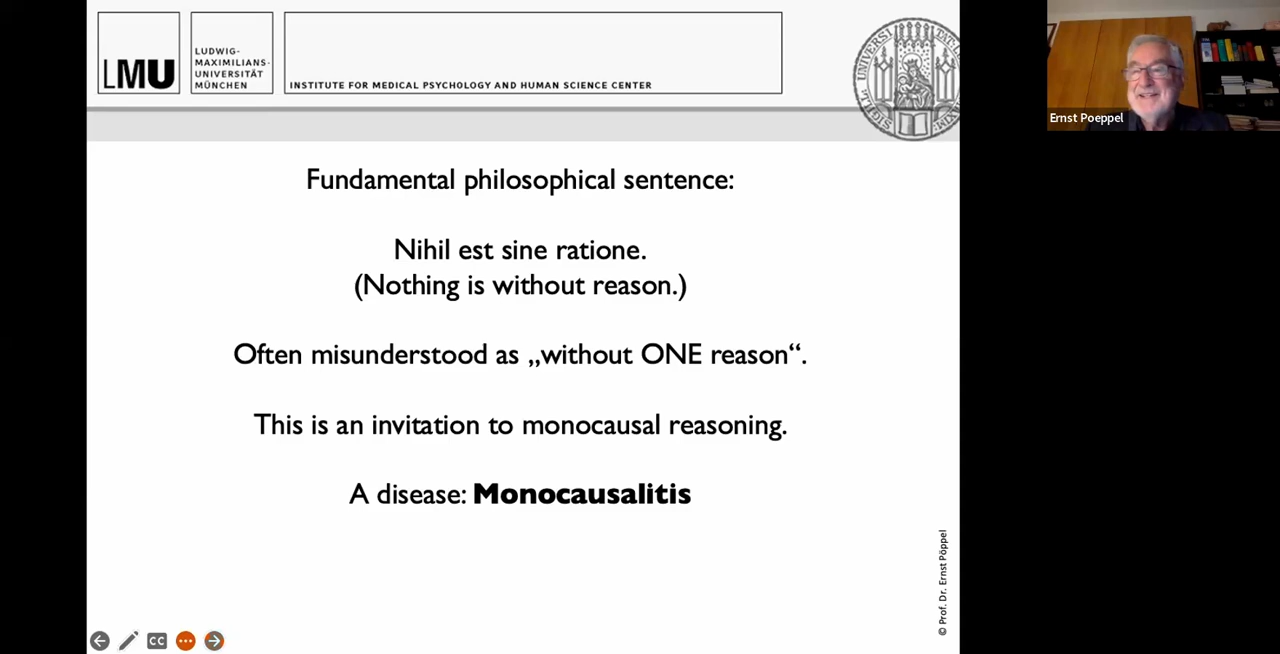 LMU
LUDWIG-
MAXIMILIANS-
UNIVERSITÄT
MÜNCHEN
INSTITUTE FOR MEDICAL PSYCHOLOGY AND HUMAN SCIENCE CENTER
Ernst Poeppel
Fundamental philosophical sentence:
Nihil est sine ratione.
(Nothing is without reason.)
Often misunderstood as „without ONE reason“.
This is an invitation to monocausal reasoning.
A disease: Monocausalitis
© Prof. Dr. Ernst Pöppel
CC